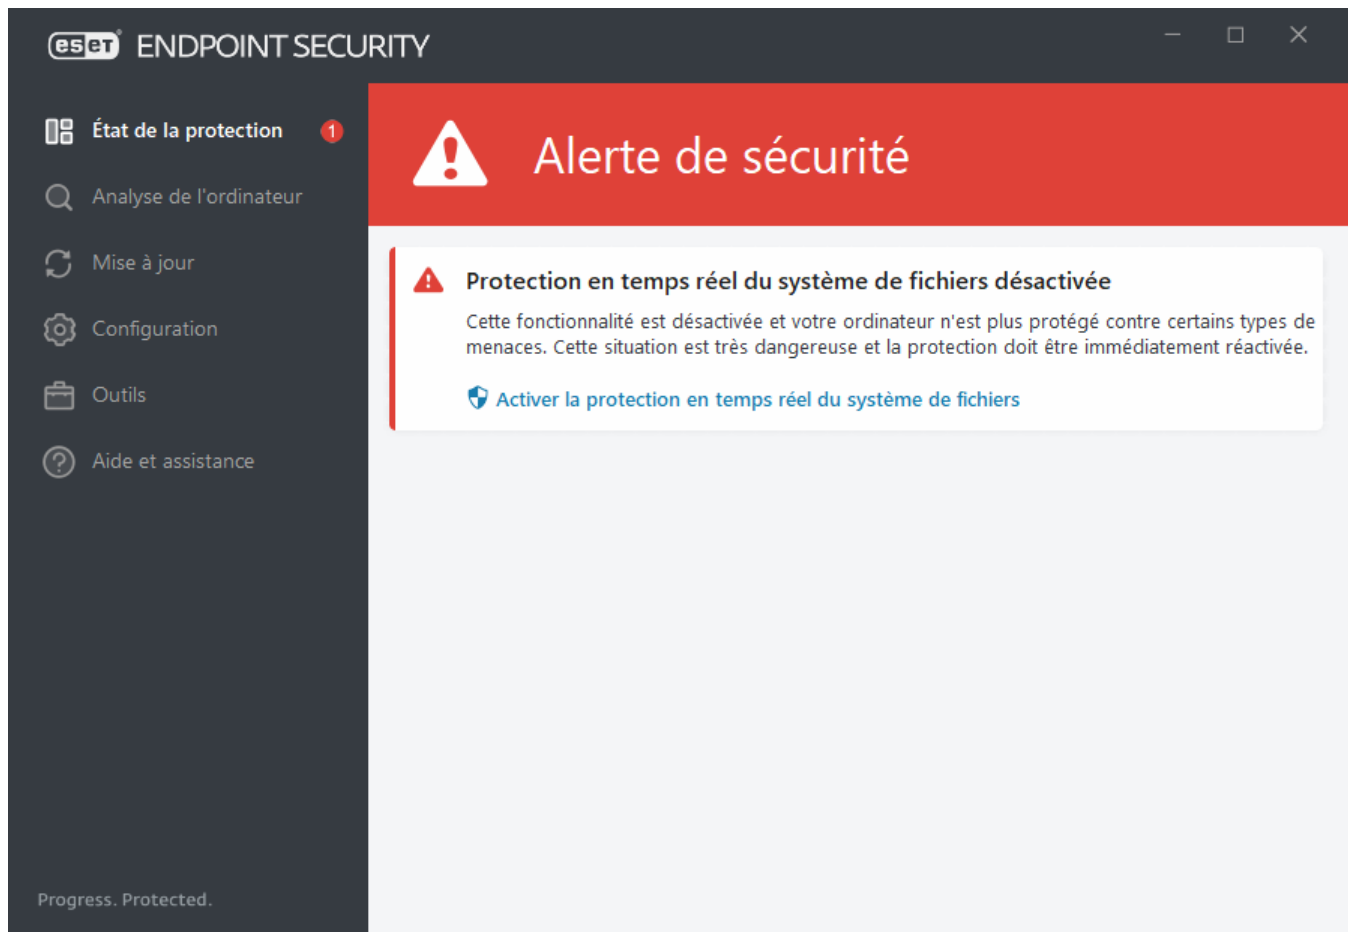 eset ENDPOINT SECURITY
État de la protection 1
Analyse de l'ordinateur
Mise à jour
Configuration
Outils
Aide et assistance
Progress. Protected.
Alerte de sécurité
Protection en temps réel du système de fichiers désactivée
Cette fonctionnalité est désactivée et votre ordinateur n'est plus protégé contre certains types de
menaces. Cette situation est très dangereuse et la protection doit être immédiatement réactivée.
Activer la protection en temps réel du système de fichiers